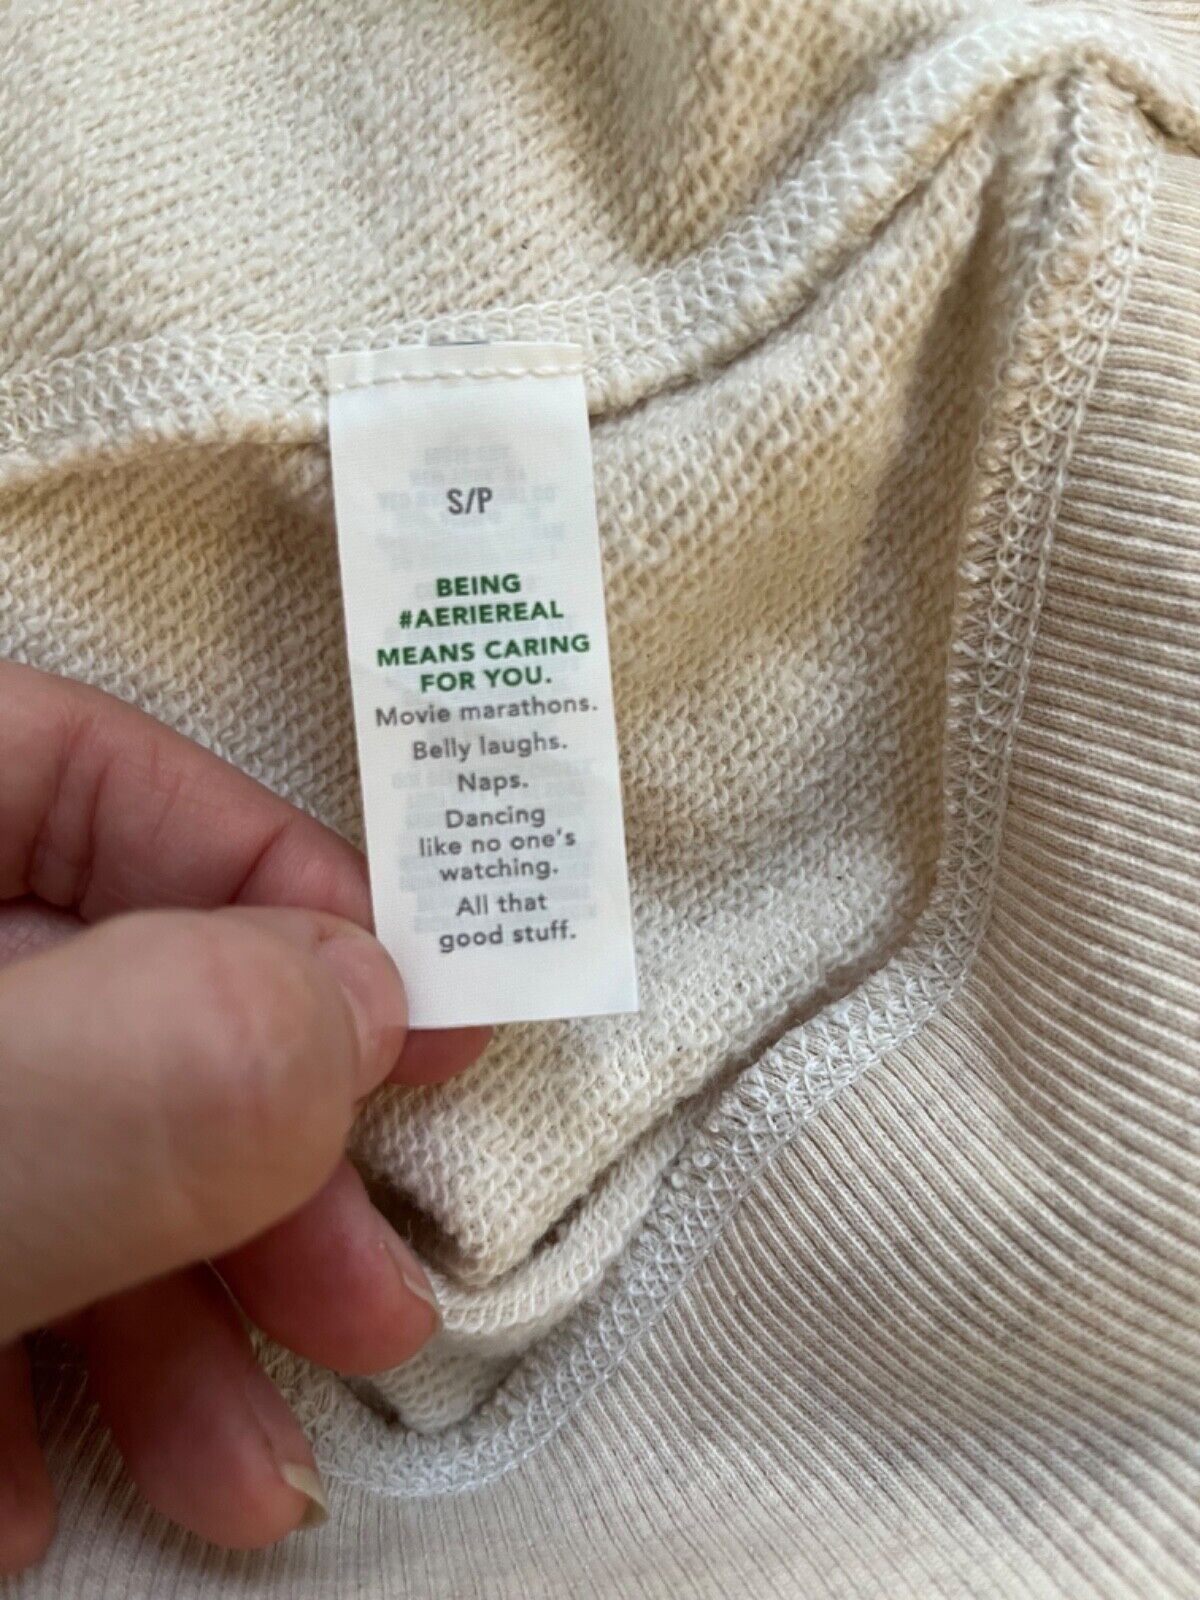 S/P
BEING
#AERIEREAL
MEANS CARING
FOR YOU.
Movie marathons.
Belly laughs.
Naps.
Dancing
like no one's
watching.
All that
good stuff.